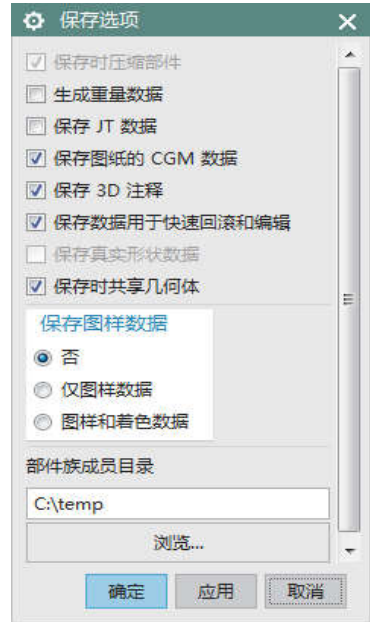 保存选项
保存时压缩部件
生成重量数据
保存 JT 数据
保存图纸的 CGM 数据
保存 3D 注释
保存数据用于快速回滚和编辑
保存真实形状数据
保存时共享几何体
保存图样数据
否
仅图样数据
图样和着色数据
部件族成员目录
C:\temp
浏览...
确定 应用 取消